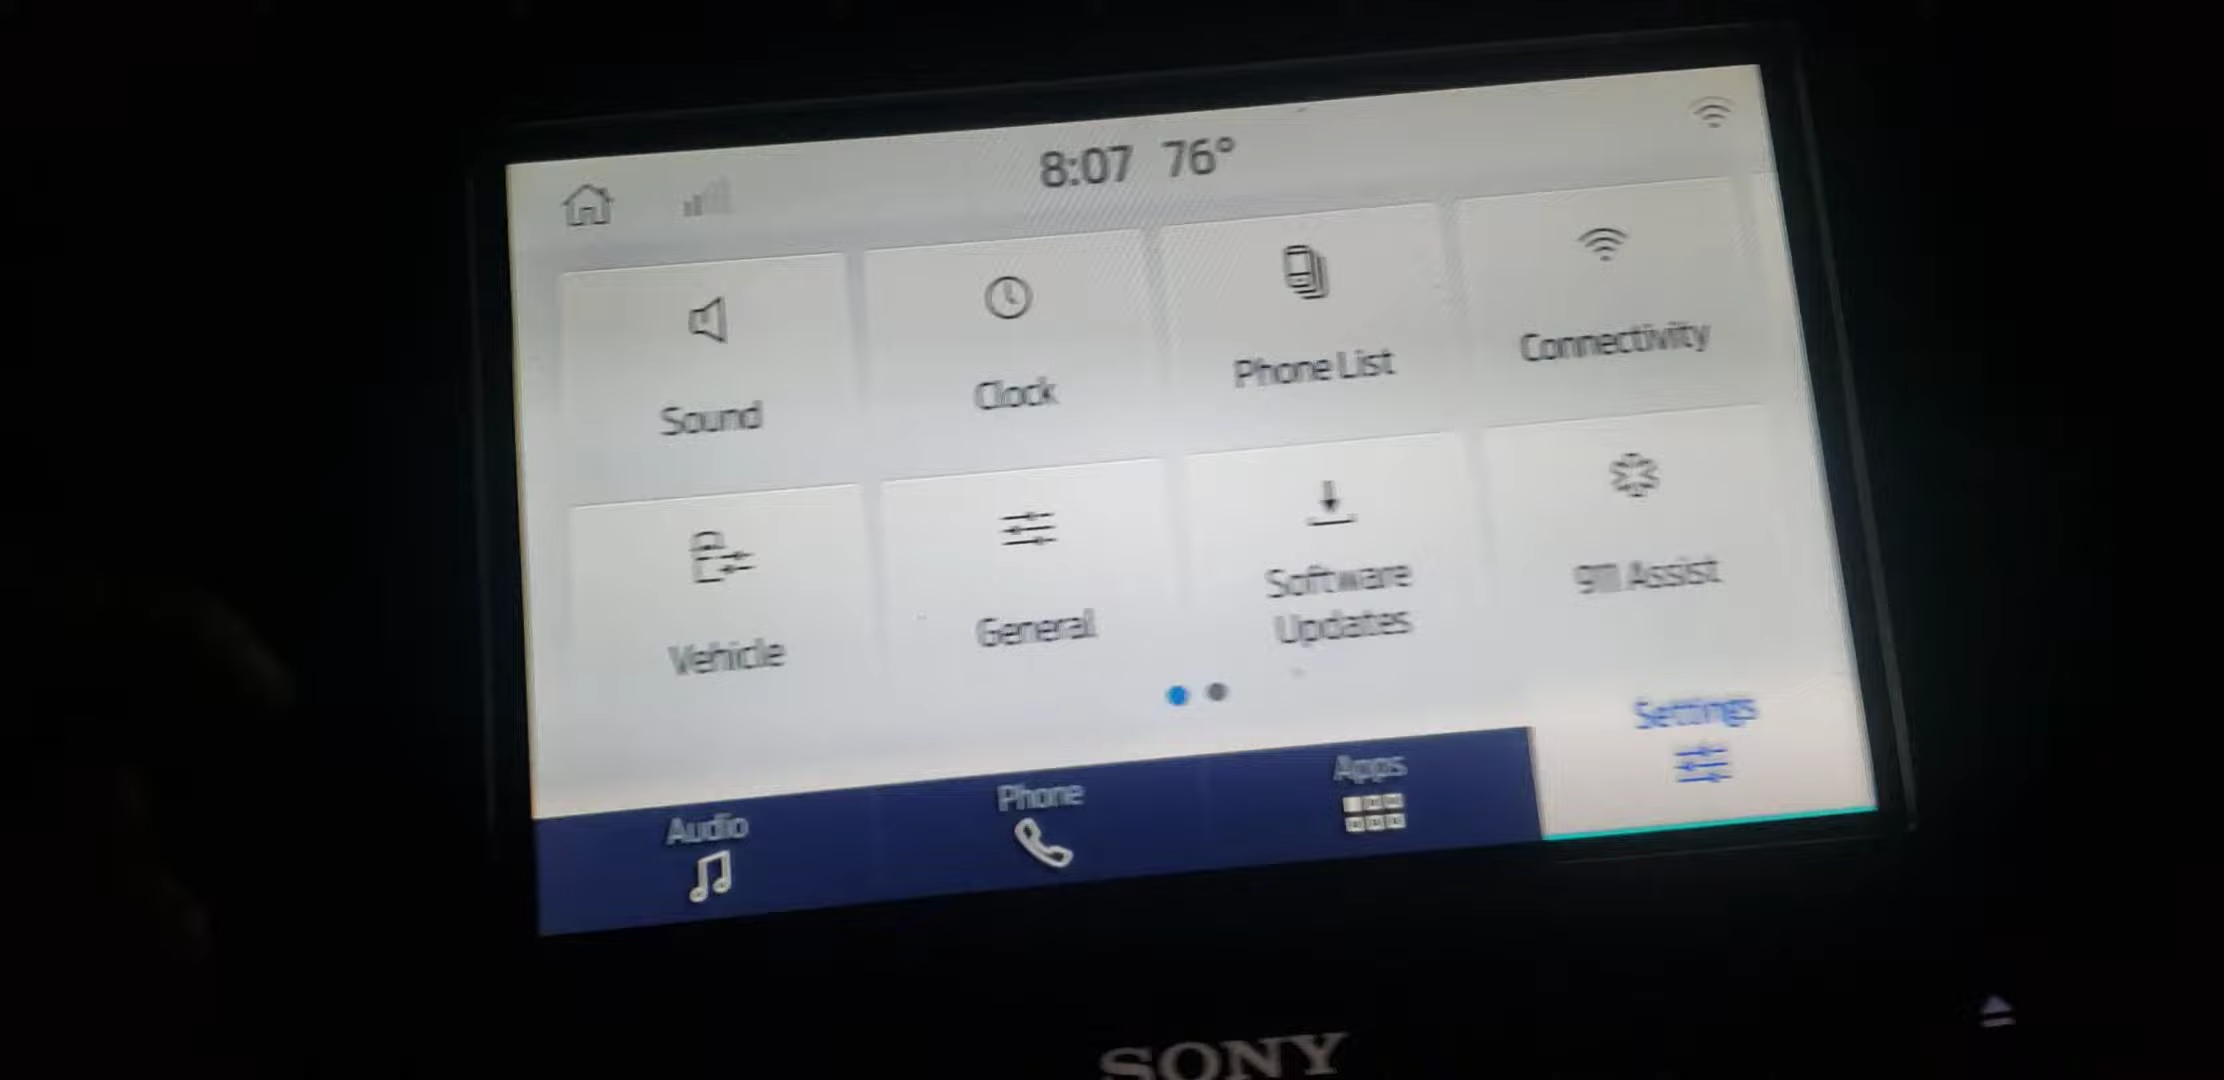 8:07 76°
Sound
Clock
Phone List
Connectivity
Vehicle
General
Software
Updates
911 Assist
Audio
Phone
Apps
Settings
SONY